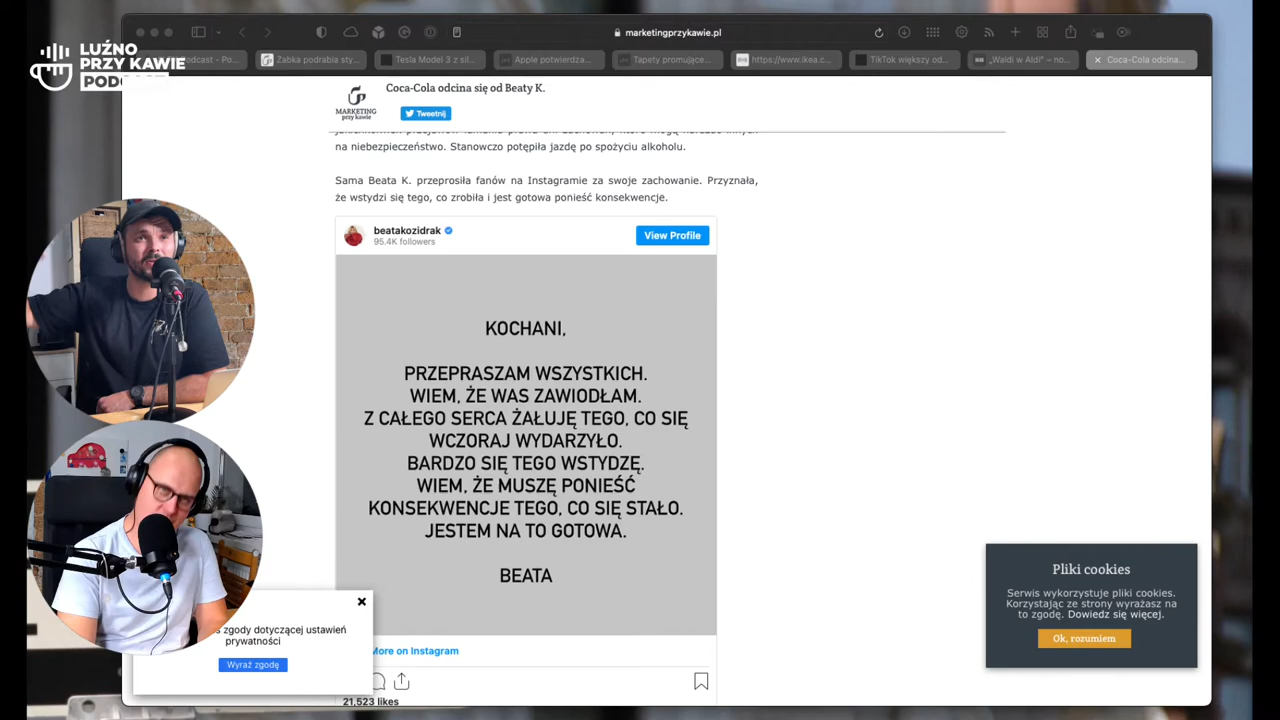 LUŹNO
PRZY KAWIE
PODCAST
marketingprzykawie.pl
odcast - Po...
Żabka podrabia sty...
Tesla Model 3 z sil...
Apple potwierdza...
Tapety promujące...
https://www.ikea.c...
TikTok większy od...
„Waldi w Aldi” – no...
Coca-Cola odcina...
MARKETING
przy kawie
Coca-Cola odcina się od Beaty K.
Tweetnij
na niebezpieczeństwo. Stanowczo potępiła jazdę po spożyciu alkoholu.
Sama Beata K. przeprosiła fanów na Instagramie za swoje zachowanie. Przyznała,
że wstydzi się tego, co zrobiła i jest gotowa ponieść konsekwencje.
beatakozidrak
95.4K followers
View Profile
KOCHANI,
PRZEPRASZAM WSZYSTKICH.
WIEM, ŻE WAS ZAWIODŁAM.
Z CAŁEGO SERCA ŻAŁUJĘ TEGO, CO SIĘ
WCZORAJ WYDARZYŁO.
BARDZO SIĘ TEGO WSTYDZĘ.
WIEM, ŻE MUSZĘ PONIEŚĆ
KONSEKWENCJE TEGO, CO SIĘ STAŁO.
JESTEM NA TO GOTOWA.
BEATA
More on Instagram
21,523 likes
zgody dotyczącej ustawień
prywatności
Wyraź zgodę
Pliki cookies
Serwis wykorzystuje pliki cookies.
Korzystając ze strony wyrażasz na
to zgodę. Dowiedz się więcej.
Ok, rozumiem